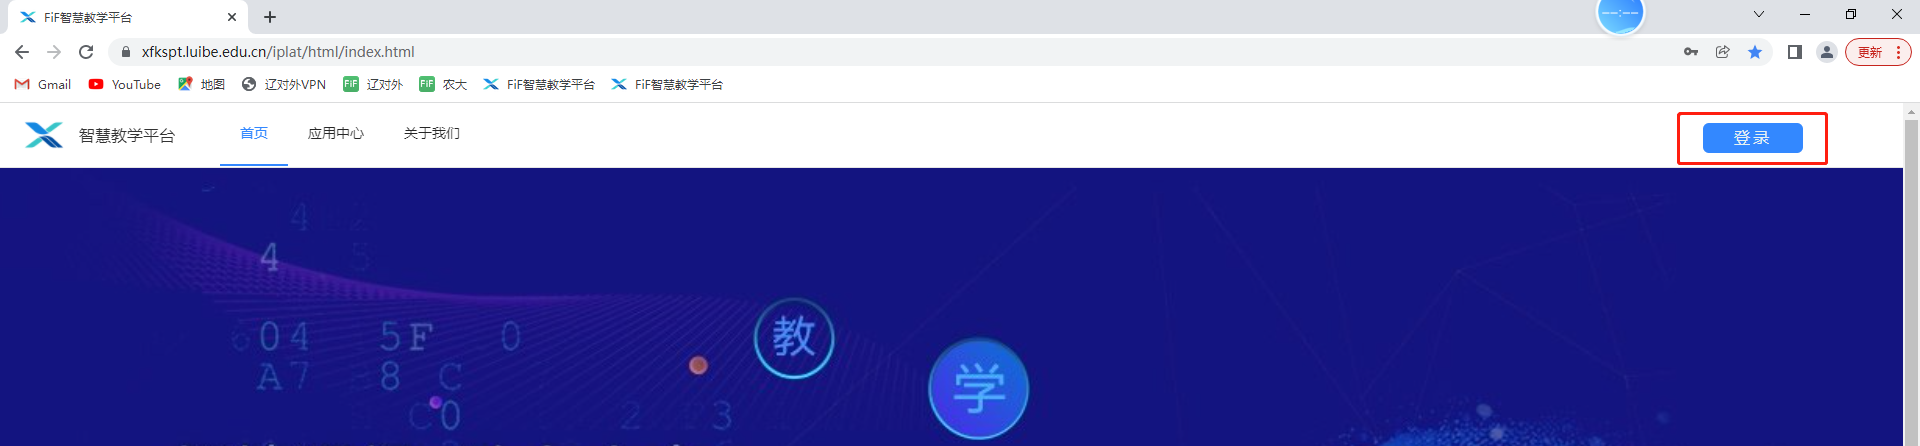 FiF智慧教学平台
--:--
xfkspt.luibe.edu.cn/iplat/html/index.html
更新
Gmail YouTube 地图 辽对外VPN FiF 辽对外 FiF 农大 FiF智慧教学平台 FiF智慧教学平台
智慧教学平台 首页 应用中心 关于我们 登录
4 2
4 5
604 5F 0
教
A7 8 C
学
C0 2 3